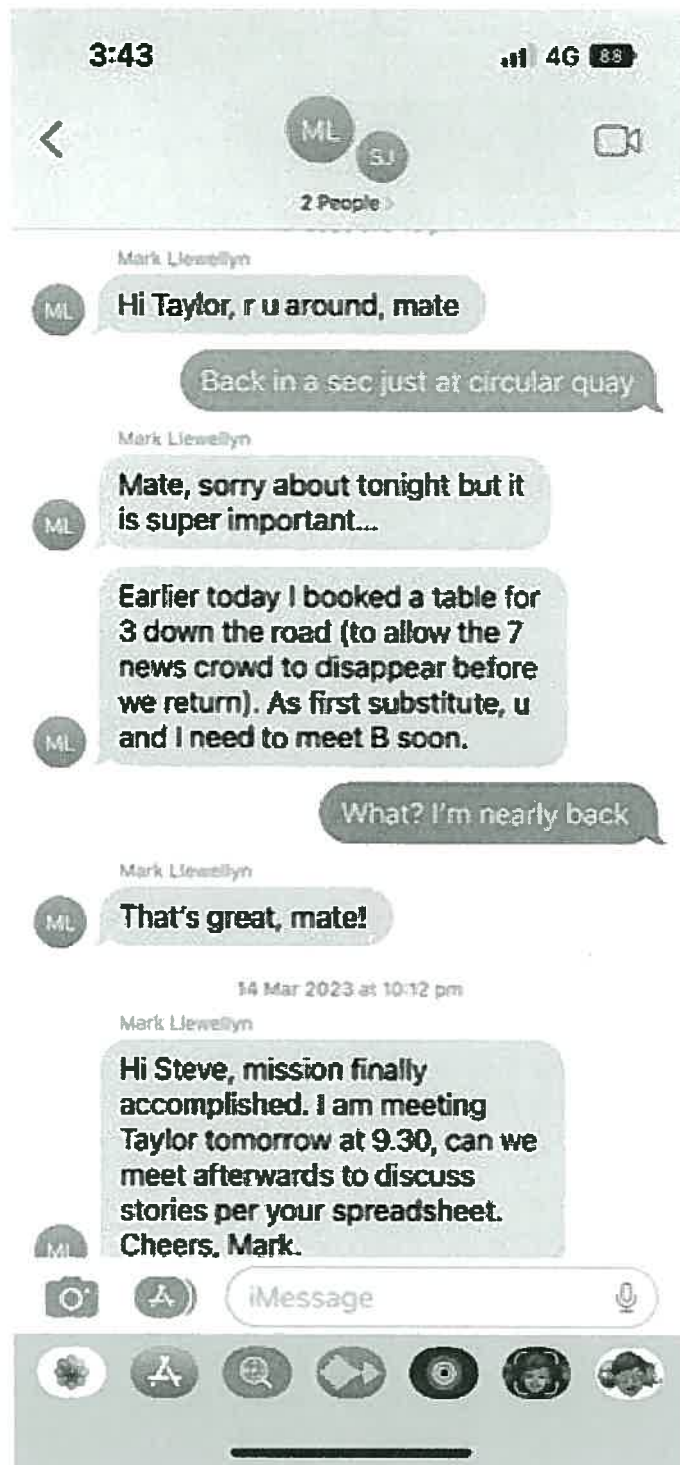 3:43
4G 88
ML
SJ
2 People
Mark Llewellyn
ML
Hi Taylor, r u around, mate
Back in a sec just at circular quay
Mark Llewellyn
Mate, sorry about tonight but it
is super important...
ML
Earlier today I booked a table for
3 down the road (to allow the 7
news crowd to disappear before
we return). As first substitute, u
and I need to meet B soon.
ML
What? I'm nearly back
Mark Llewellyn
ML
That's great, mate!
14 Mar 2023 at 10:12 pm
Mark Llewellyn
Hi Steve, mission finally
accomplished. I am meeting
Taylor tomorrow at 9.30, can we
meet afterwards to discuss
stories per your spreadsheet.
Cheers, Mark.
ML
iMessage